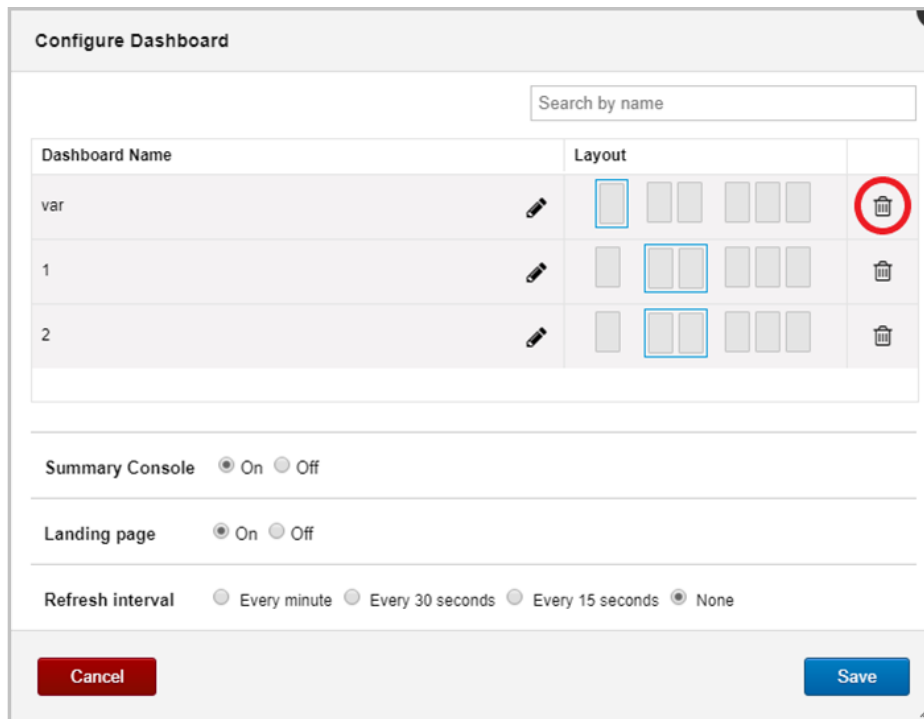 Configure Dashboard
Search by name
Dashboard Name Layout
var
1
2
Summary Console On Off
Landing page On Off
Refresh interval Every minute Every 30 seconds Every 15 seconds None
Cancel Save